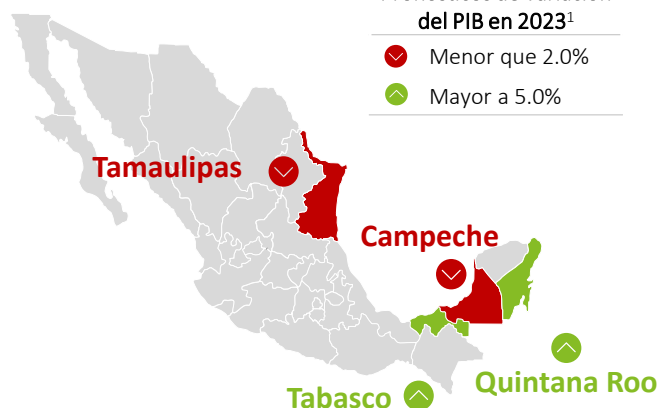 del PIB en 2023¹
Menor que 2.0%
Mayor a 5.0%
Tamaulipas
Campeche
Quintana Roo
Tabasco